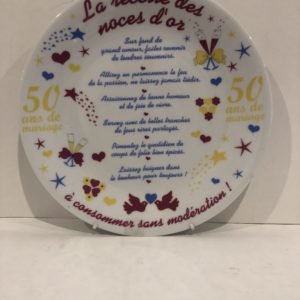 La recette des
noces d'or
Sur fond de
grand amour, faites revenir
de tendres souvenirs.
Attisez en permanence le feu
de la passion, ne laissez jamais tiédir.
Assaisonnez de bonne humeur
et de joie de vivre.
Servez avec de belles tranches
de fous rires partagés.
Pimentez le quotidien de
coups de folie bien épicés.
Laissez baigner dans
le bonheur pour toujours !
50
ans de
mariage
50
ans de
mariage
à consommer sans modération !